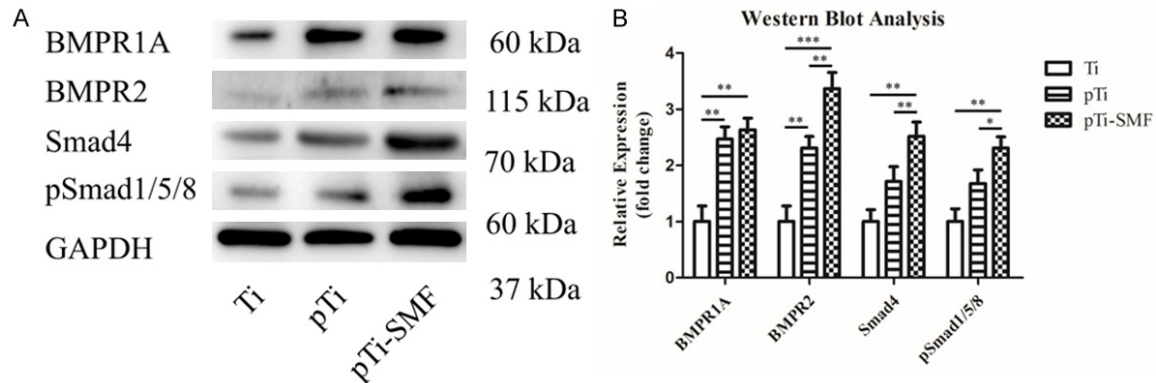 A
BMPR1A
60 kDa
BMPR2
115 kDa
Smad4
70 kDa
pSmad1/5/8
60 kDa
GAPDH
37 kDa
Ti
pTi
pTi-SMF
B
Western Blot Analysis
Relative Expression
(fold change)
4
3
2
1
0
**
**
***
**
**
**
**
**
*
BMPR1A
BMPR2
Smad4
pSmad1/5/8
Ti
pTi
pTi-SMF